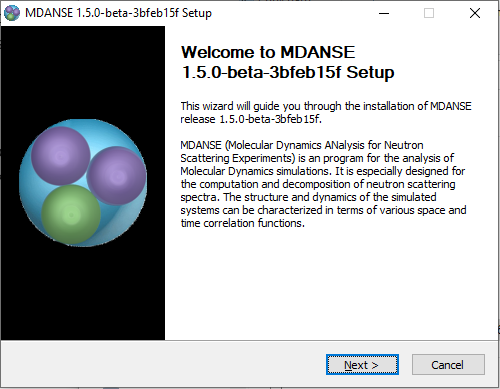 MDANSE 1.5.0-beta-3bfeb15f Setup
Welcome to MDANSE
1.5.0-beta-3bfeb15f Setup
This wizard will guide you through the installation of MDANSE
release 1.5.0-beta-3bfeb15f.
MDANSE (Molecular Dynamics ANalysis for Neutron
Scattering Experiments) is an program for the analysis of
Molecular Dynamics simulations. It is especially designed for
the computation and decomposition of neutron scattering
spectra. The structure and dynamics of the simulated
systems can be characterized in terms of various space and
time correlation functions.
Next >
Cancel